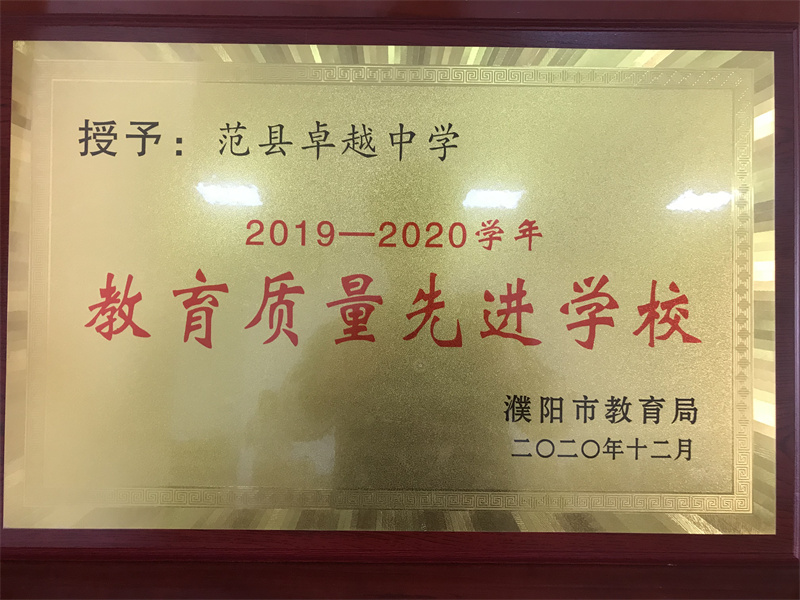 授予：范县卓越中学
2019—2020学年
教育质量先进学校
濮阳市教育局
二〇二〇年十二月